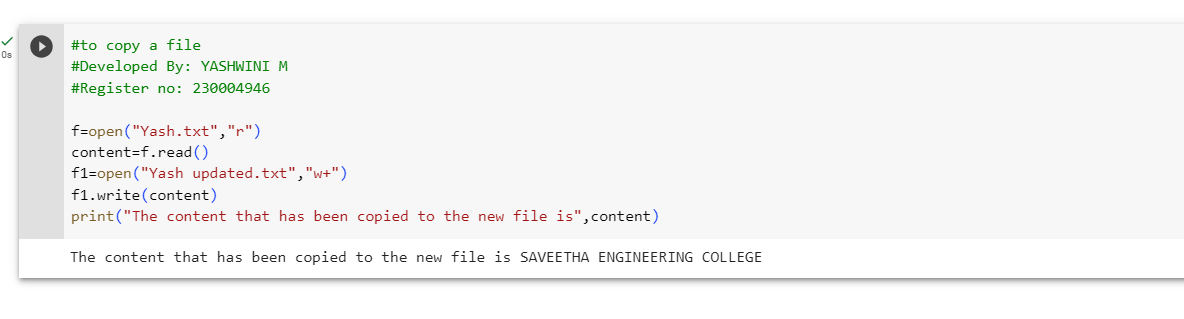 #to copy a file
#Developed By: YASHWINI M
#Register no: 230004946
f=open("Yash.txt","r")
content=f.read()
f1=open("Yash updated.txt","w+")
f1.write(content)
print("The content that has been copied to the new file is",content)
0s
The content that has been copied to the new file is SAVEETHA ENGINEERING COLLEGE